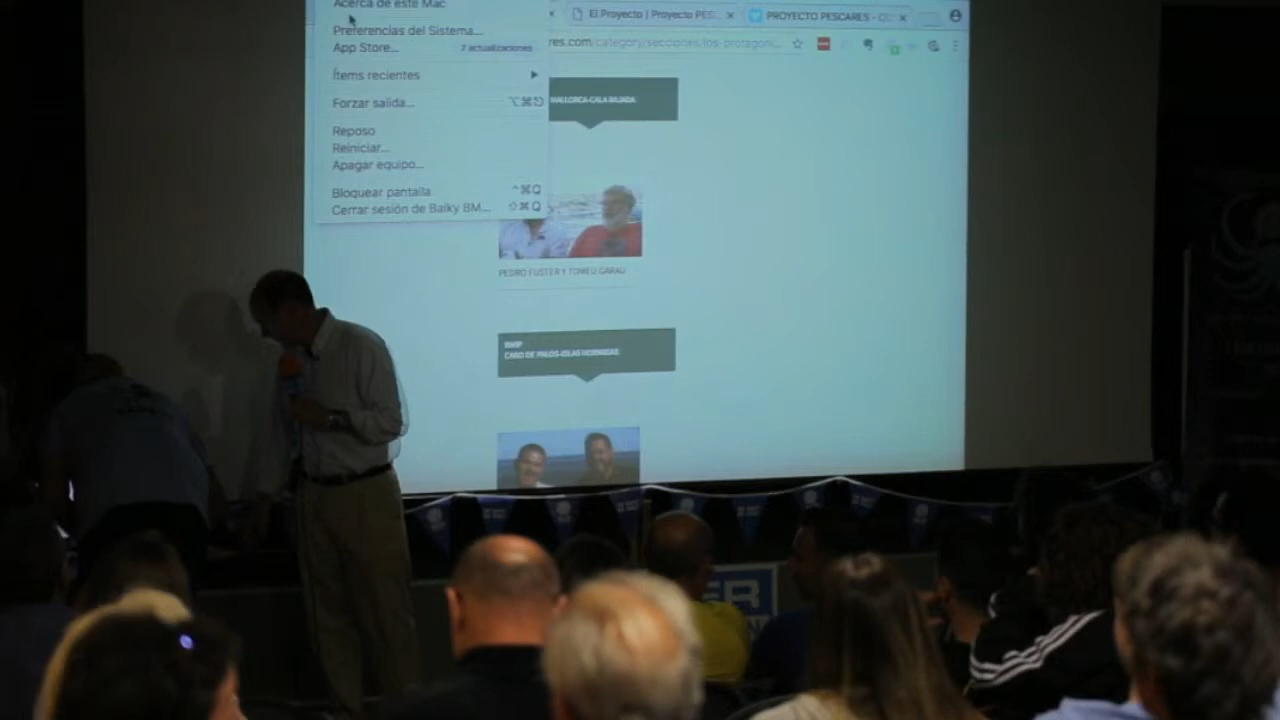 Acerca de este Mac
Preferencias del Sistema...
App Store...
7 actualizaciones
Ítems recientes
Forzar salida...
Reposo
Reiniciar...
Apagar equipo...
Bloquear pantalla
Cerrar sesión de Balky BM...
El Proyecto | Proyecto PES...
PROYECTO PESCARES - 
res.com/category/secciones/los-protagoni...
MALLORCA-CALA RAJADA
PEDRO FUSTER Y TOMEU GARAU
CABO DE PALOS-ISLAS HORMIGAS
ER